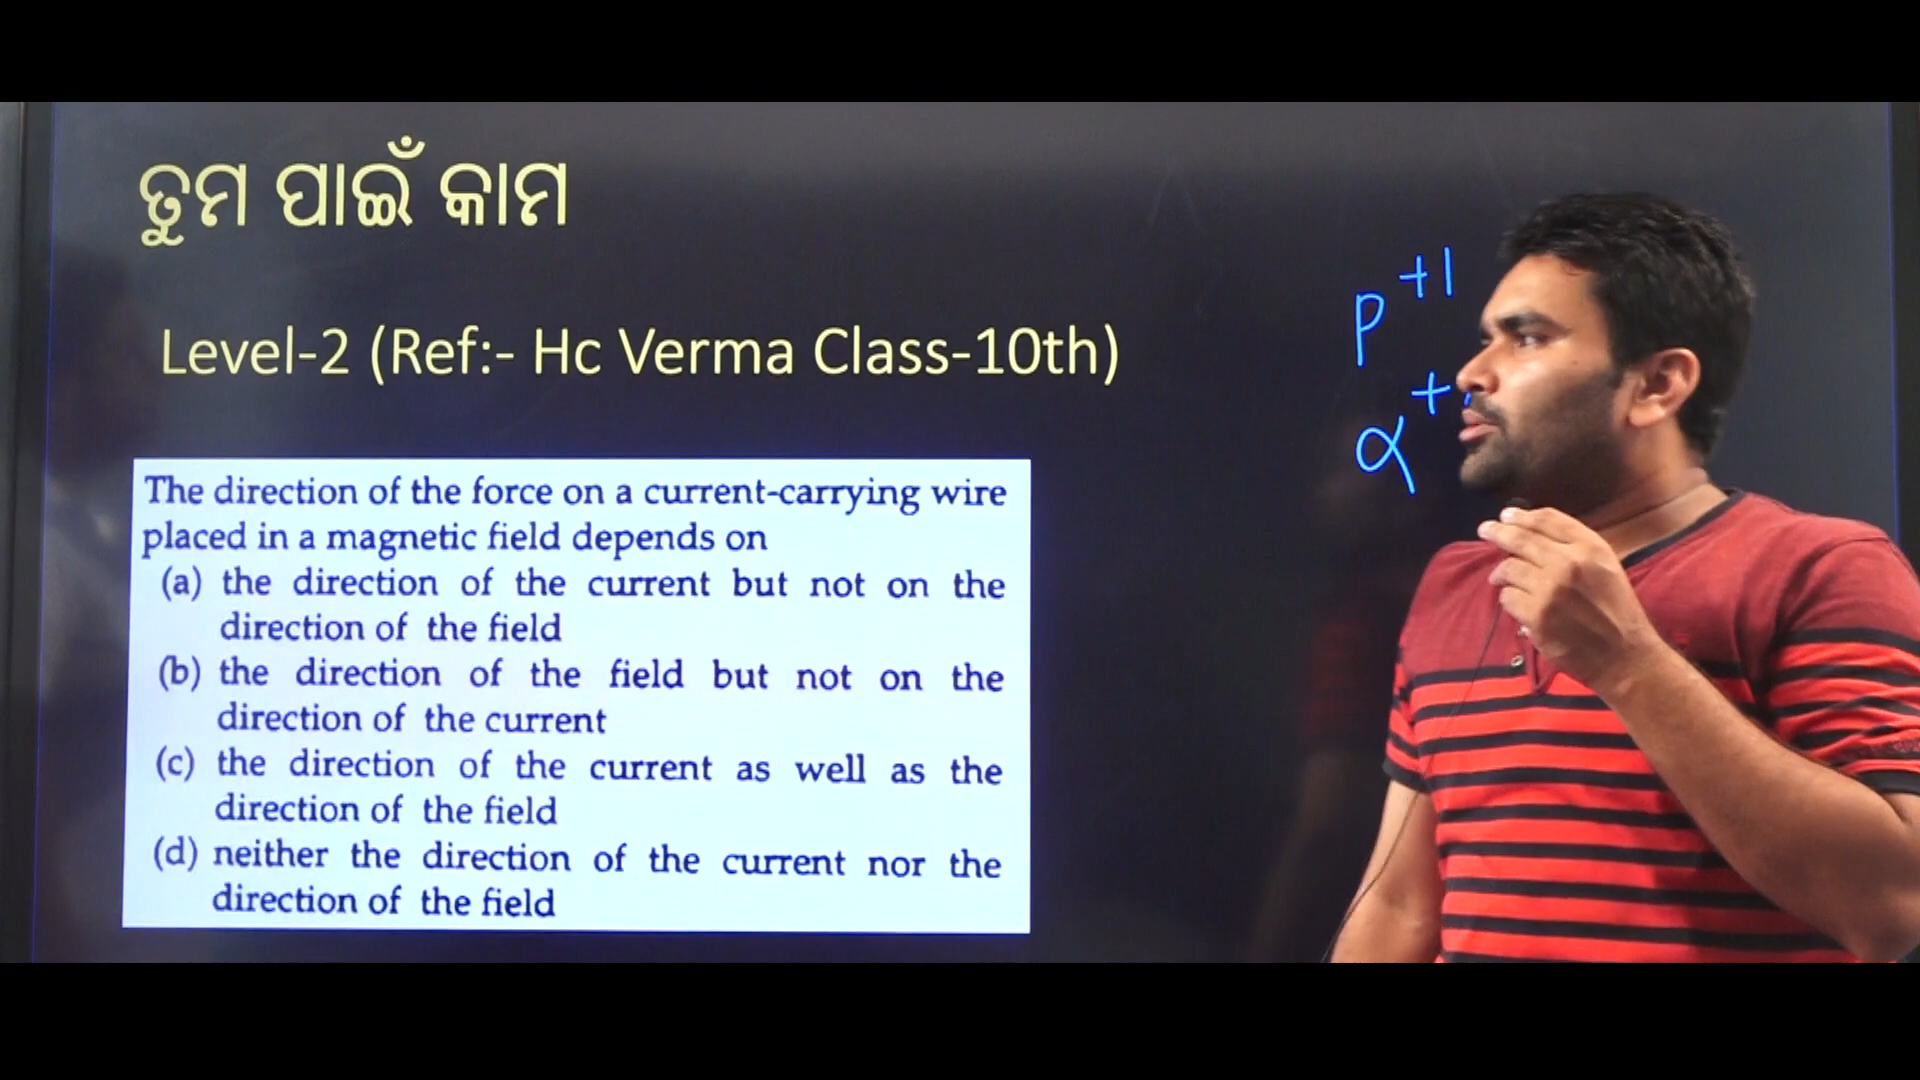 ତୁମ ପାଇଁ କାମ
Level-2 (Ref:- Hc Verma Class-10th)
The direction of the force on a current-carrying wire
placed in a magnetic field depends on
(a) the direction of the current but not on the
direction of the field
(b) the direction of the field but not on the
direction of the current
(c) the direction of the current as well as the
direction of the field
(d) neither the direction of the current nor the
direction of the field
P+1
α+